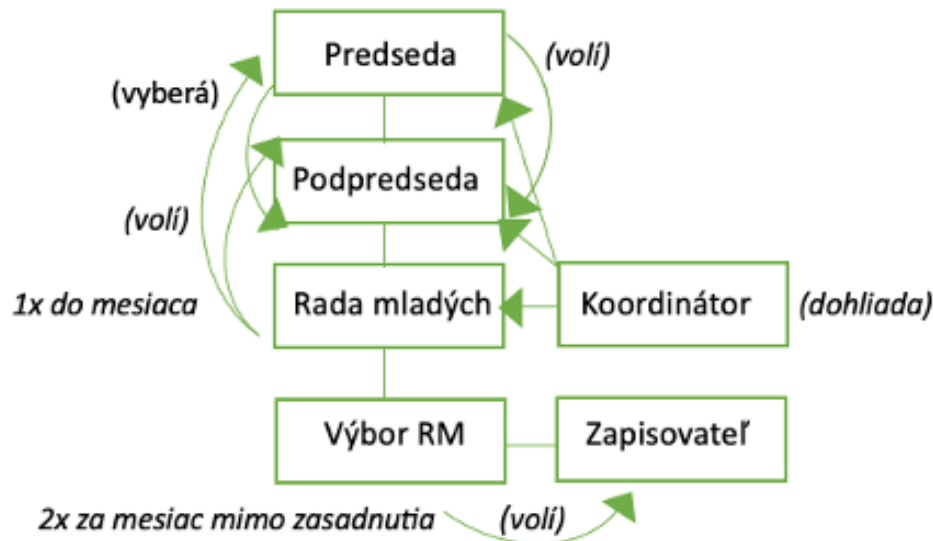 Predseda
(volí)
(vyberá)
Podpredseda
(volí)
1x do mesiaca
Rada mladých
Koordinátor
(dohliada)
Výbor RM
Zapisovateľ
2x za mesiac mimo zasadnutia
(volí)